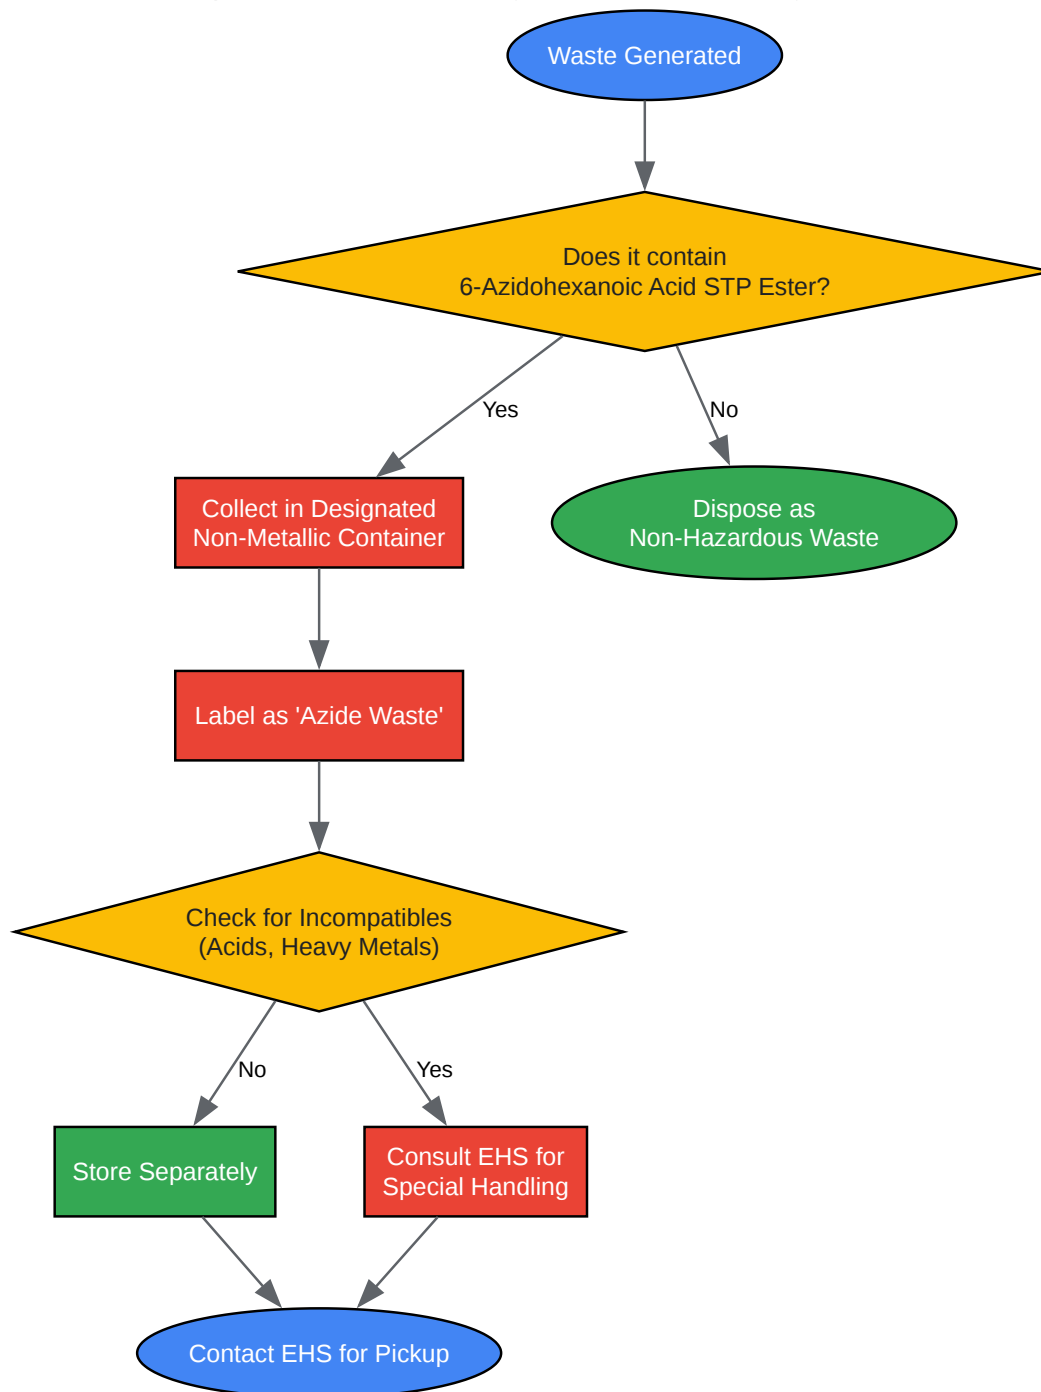 Waste Generated
Does it contain
6-Azidohexanoic Acid STP Ester?
Yes
No
Collect in Designated
Non-Metallic Container
Dispose as
Non-Hazardous Waste
Label as 'Azide Waste'
Check for Incompatibles
(Acids, Heavy Metals)
No
Yes
Store Separately
Consult EHS for
Special Handling
Contact EHS for Pickup